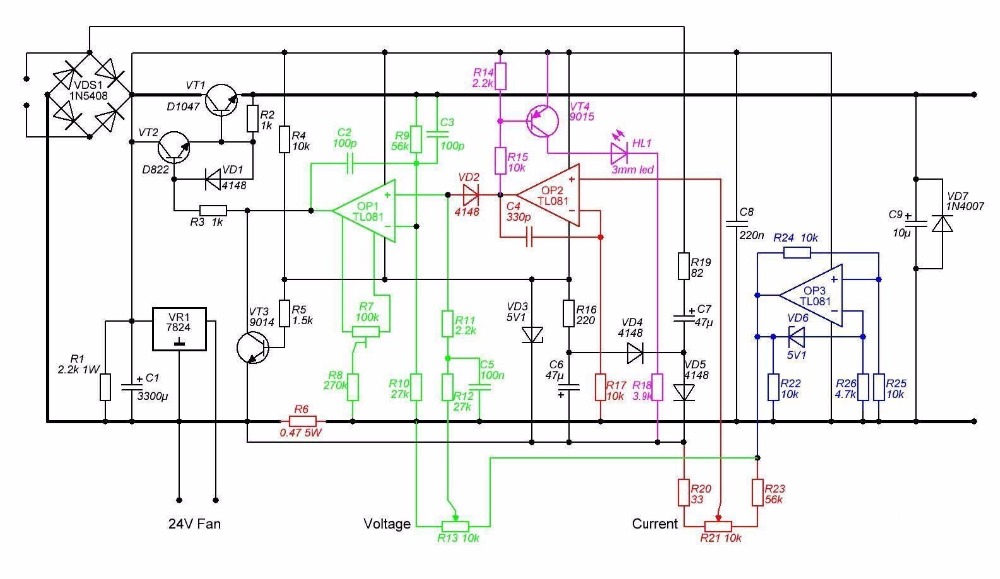 VDS1
1N5408
VT1
D1047
R2
1k
VT2
D822
VD1
4148
R3 1k
R4
10k
C2
100p
R9
56k
C3
100p
R14
2.2k
VT4
9015
R15
10k
HL1
3mm led
OP1
TL081
+
-
VD2
4148
OP2
TL081
+
-
C4
330p
C8
220n
C9
+
10µ
VD7
1N4007
R24 10k
OP3
TL081
+
-
R19
82
C7
+
47µ
VR1
7824
VT3
9014
R5
1.5k
R7
100k
R11
2.2k
VD3
5V1
R16
220
VD4
4148
VD5
4148
VD6
5V1
R1
2.2k 1W
C1
+
3300µ
R8
270k
R10
27k
R12
27k
C5
100n
C6
47µ
+
R17
10k
R18
3.9k
R22
10k
R26
4.7k
R25
10k
R6
0.47 5W
R20
33
R23
56k
24V Fan
Voltage
R13 10k
Current
R21 10k